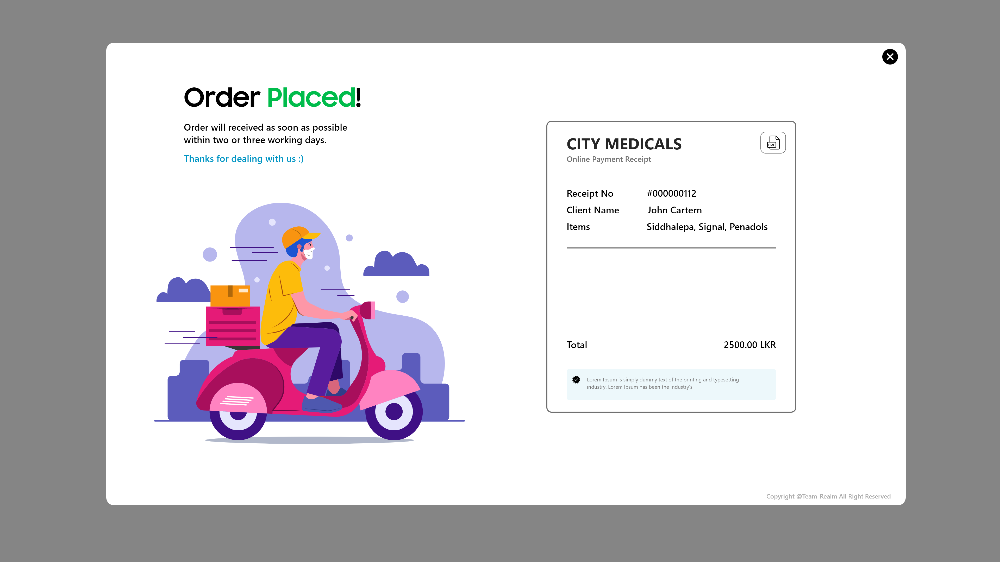 Order Placed!
Order will received as soon as possible
within two or three working days.
Thanks for dealing with us :)
CITY MEDICALS
PDF
Online Payment Receipt
Receipt No #000000112
Client Name John Cartern
Items Siddhalepa, Signal, Penadols
Total 2500.00 LKR
Lorem Ipsum is simply dummy text of the printing and typesetting
industry. Lorem Ipsum has been the industry's
Copyright @Team_Realm All Right Reserved